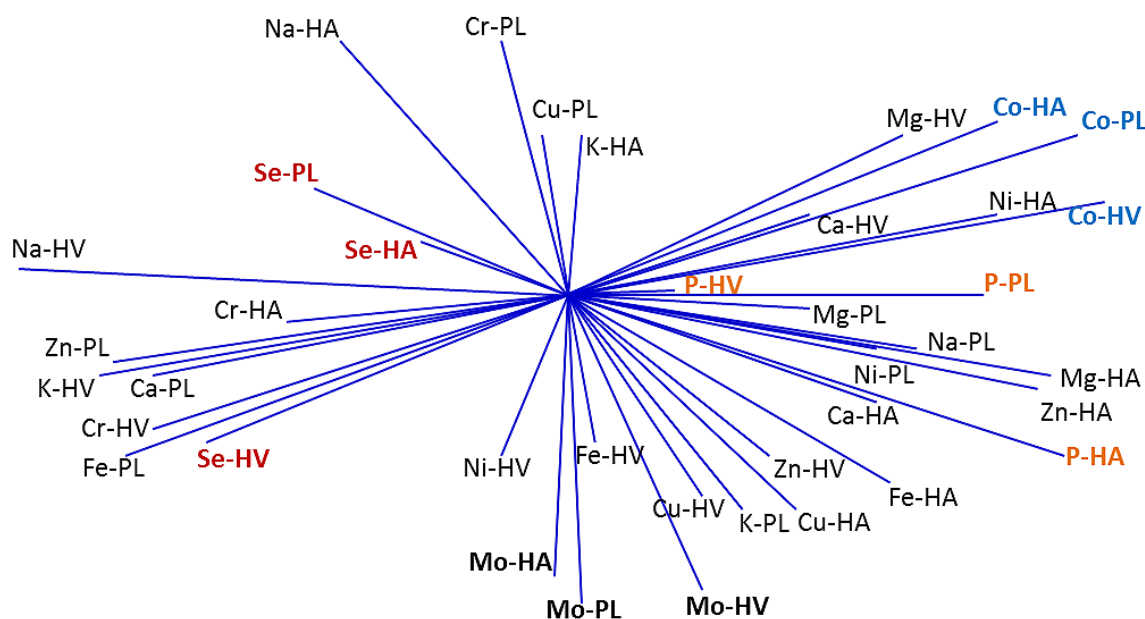 Na-HA
Cr-PL
Cu-PL
K-HA
Mg-HV
Co-HA
Co-PL
Se-PL
Ni-HA
Co-HV
Ca-HV
Na-HV
Se-HA
P-HV
P-PL
Cr-HA
Mg-PL
Zn-PL
Na-PL
K-HV
Ca-PL
Ni-PL
Mg-HA
Ca-HA
Zn-HA
Cr-HV
Fe-PL
Se-HV
Ni-HV
Fe-HV
Zn-HV
P-HA
Fe-HA
Cu-HV
K-PL
Cu-HA
Mo-HA
Mo-PL
Mo-HV